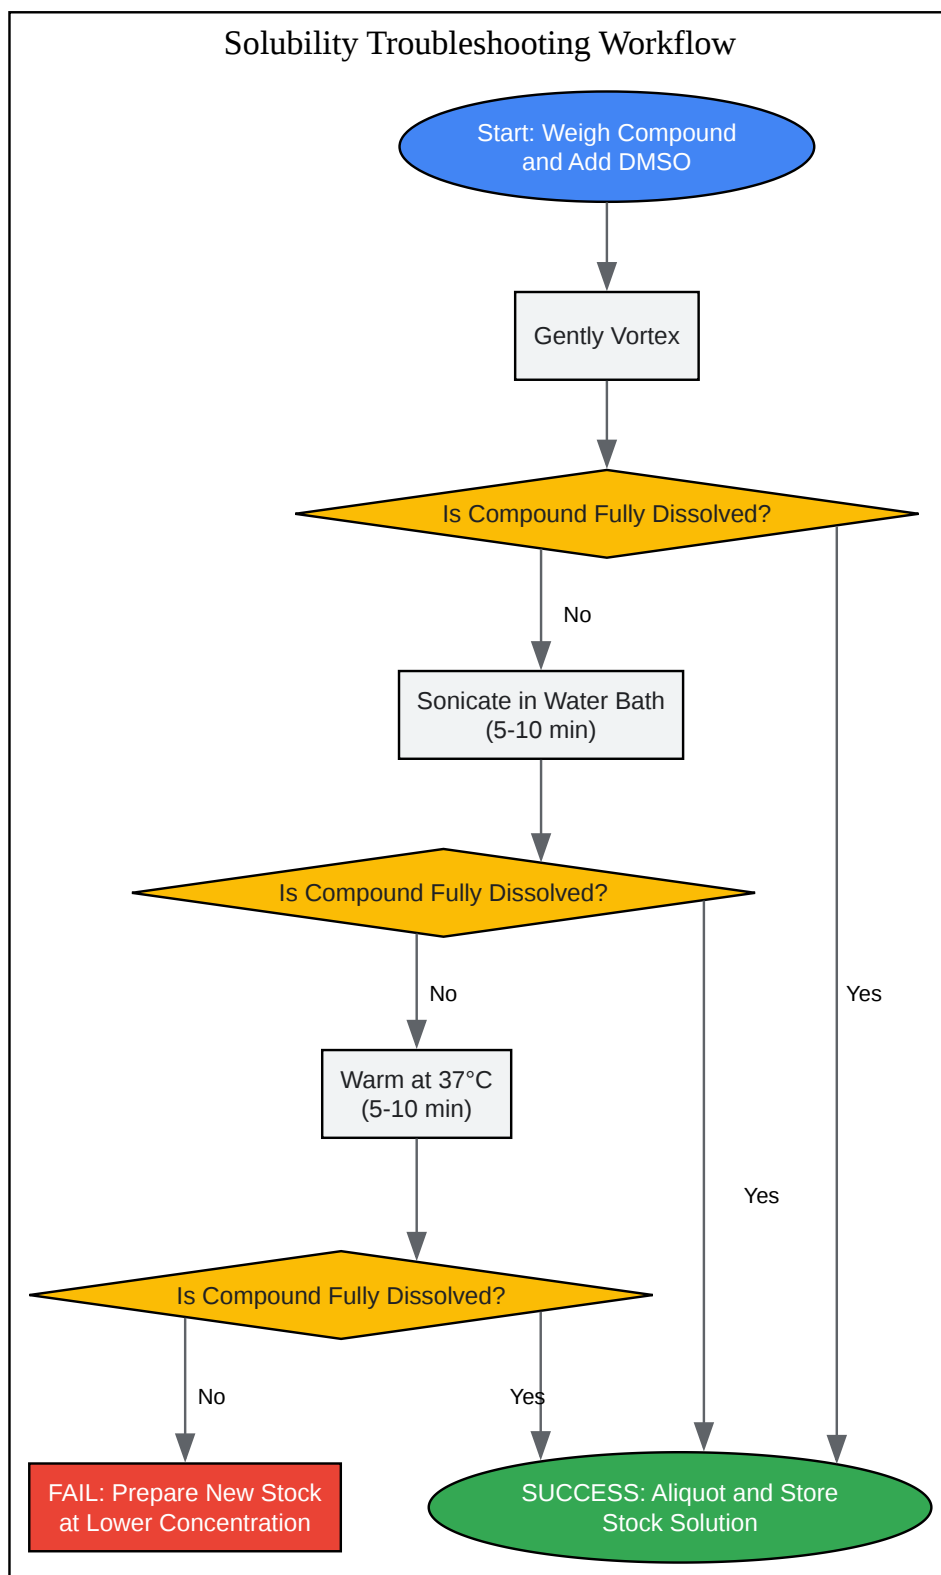 Solubility Troubleshooting Workflow
Start: Weigh Compound
and Add DMSO
Gently Vortex
Is Compound Fully Dissolved?
No
Sonicate in Water Bath
(5-10 min)
Is Compound Fully Dissolved?
No
Yes
Warm at 37°C
(5-10 min)
Yes
Is Compound Fully Dissolved?
No
Yes
FAIL: Prepare New Stock
at Lower Concentration
SUCCESS: Aliquot and Store
Stock Solution